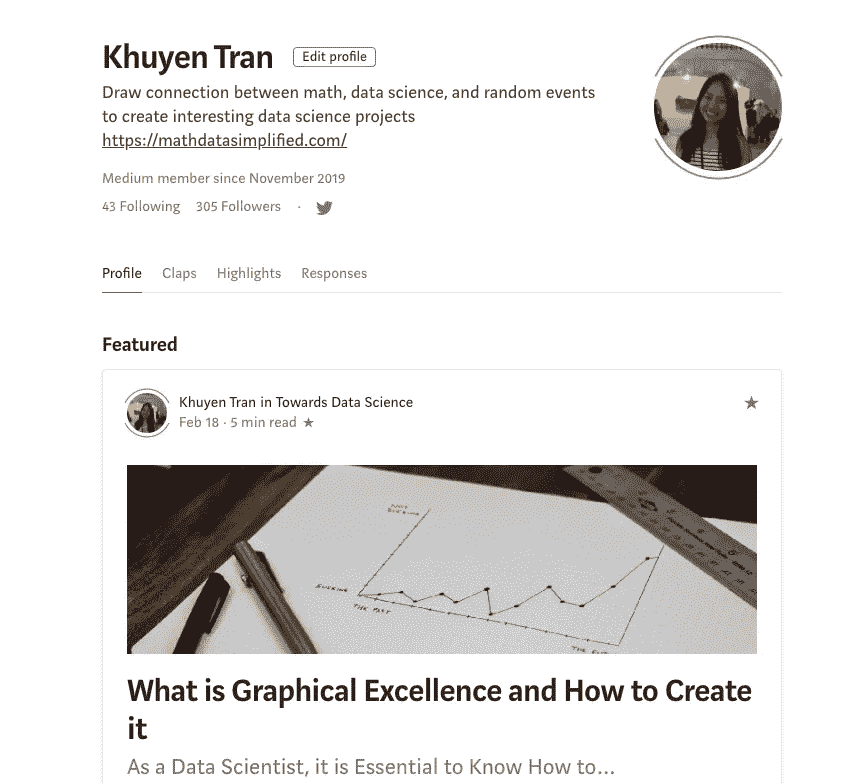 Khuyen Tran Edit profile
Draw connection between math, data science, and random events
to create interesting data science projects
https://mathdatasimplified.com/
Medium member since November 2019
43 Following 305 Followers ·
Profile Claps Highlights Responses
Featured
Khuyen Tran in Towards Data Science
Feb 18 · 5 min read ★
THE PAST
What is Graphical Excellence and How to Create
it
As a Data Scientist, it is Essential to Know How to…